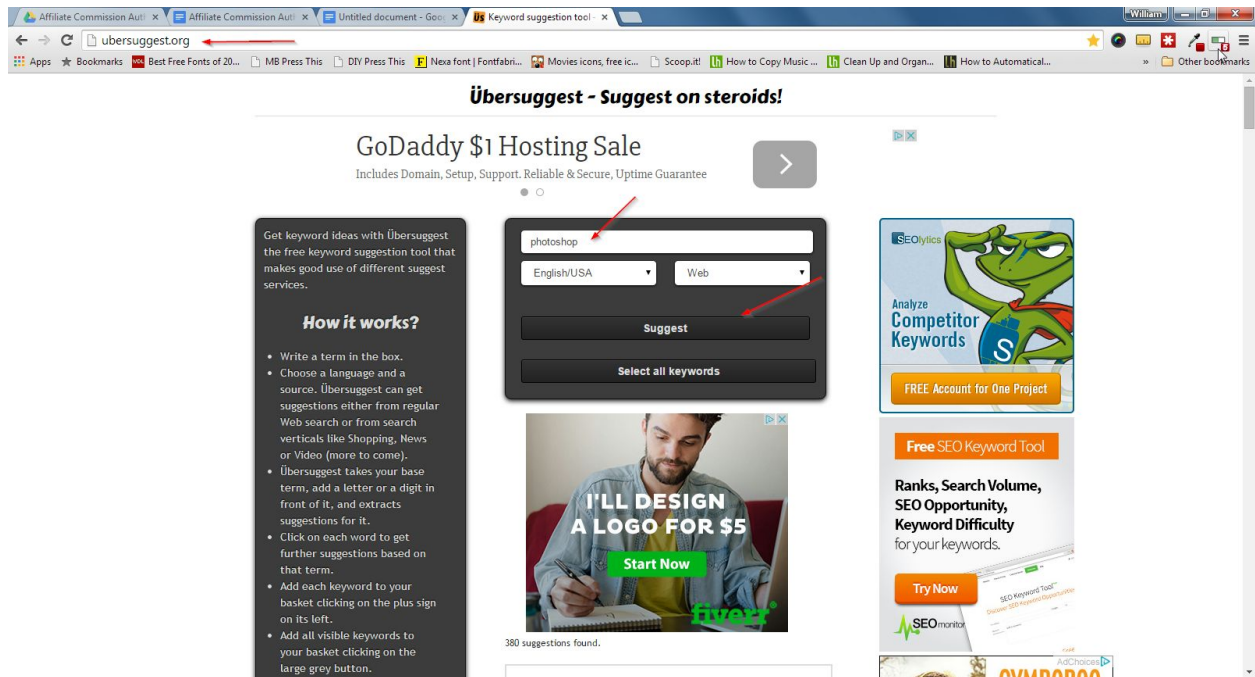 Affiliate Commission Aut
Affiliate Commission Aut
Untitled document - Goo
Üs Keyword suggestion tool -
William
ubersuggest.org
Apps
Bookmarks
Best Free Fonts of 20...
MB Press This
DIY Press This
F Nexa font | Fontfabri...
Movies icons, free ic...
Scoop.it!
How to Copy Music ...
Clean Up and Organ...
How to Automatical...
»
Other bookmarks
Übersuggest - Suggest on steroids!
GoDaddy $1 Hosting Sale
Includes Domain, Setup, Support. Reliable & Secure, Uptime Guarantee
Get keyword ideas with Übersuggest
the free keyword suggestion tool that
makes good use of different suggest
services.
How it works?
• Write a term in the box.
• Choose a language and a
source. Übersuggest can get
suggestions either from regular
Web search or from search
verticals like Shopping, News
or Video (more to come).
• Übersuggest takes your base
term, add a letter or a digit in
front of it, and extracts
suggestions for it.
• Click on each word to get
further suggestions based on
that term.
• Add each keyword to your
basket clicking on the plus sign
on its left.
• Add all visible keywords to
your basket clicking on the
large grey button.
photoshop
English/USA
Web
Suggest
Select all keywords
I'LL DESIGN
A LOGO FOR $5
Start Now
fiverr
380 suggestions found.
SEOlytics
Analyze
Competitor
Keywords
S
FREE Account for One Project
Free SEO Keyword Tool
Ranks, Search Volume,
SEO Opportunity,
Keyword Difficulty
for your keywords.
Try Now
SEO Keyword Tool
SEOmonitor
AdChoices
GYMBOREE